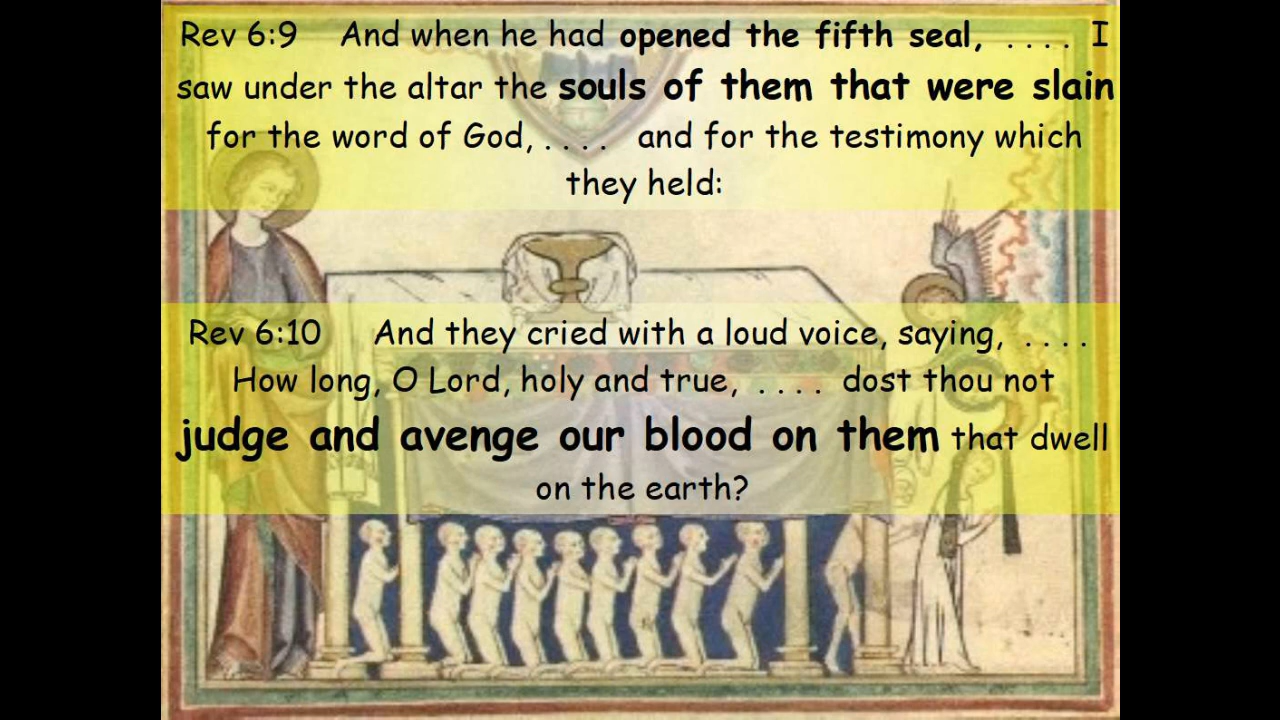 Rev 6:9 And when he had opened the fifth seal, . . . . I
saw under the altar the souls of them that were slain
for the word of God, . . . . and for the testimony which
they held:
Rev 6:10 And they cried with a loud voice, saying, . . . .
How long, O Lord, holy and true, . . . . dost thou not
judge and avenge our blood on them that dwell
on the earth?